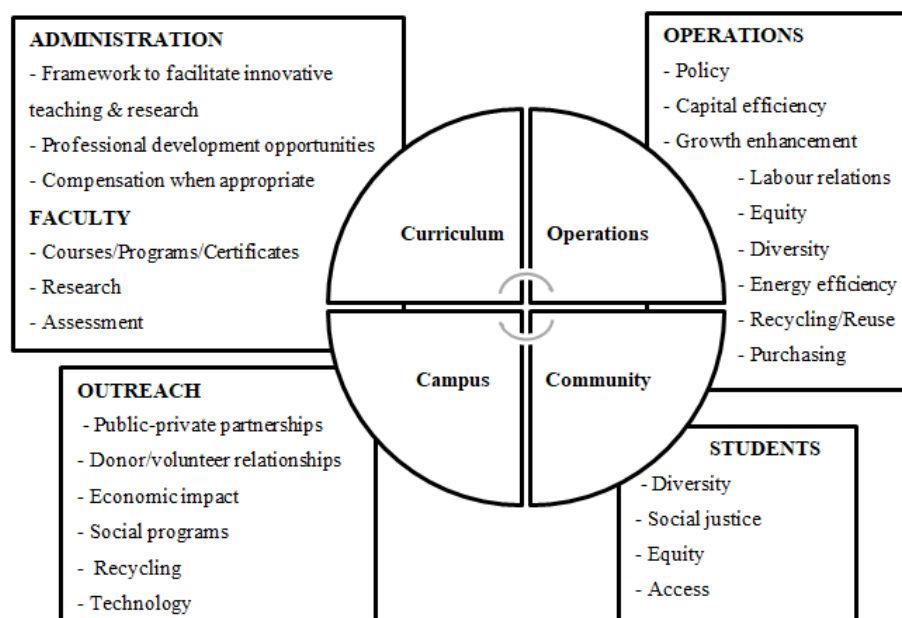 ADMINISTRATION
- Framework to facilitate innovative
teaching & research
- Professional development opportunities
- Compensation when appropriate
FACULTY
- Courses/Programs/Certificates
- Research
- Assessment
OPERATIONS
- Policy
- Capital efficiency
- Growth enhancement
- Labour relations
- Equity
- Diversity
- Energy efficiency
- Recycling/Reuse
- Purchasing
Curriculum
Operations
Campus
Community
OUTREACH
- Public-private partnerships
- Donor/volunteer relationships
- Economic impact
- Social programs
- Recycling
- Technology
STUDENTS
- Diversity
- Social justice
- Equity
- Access